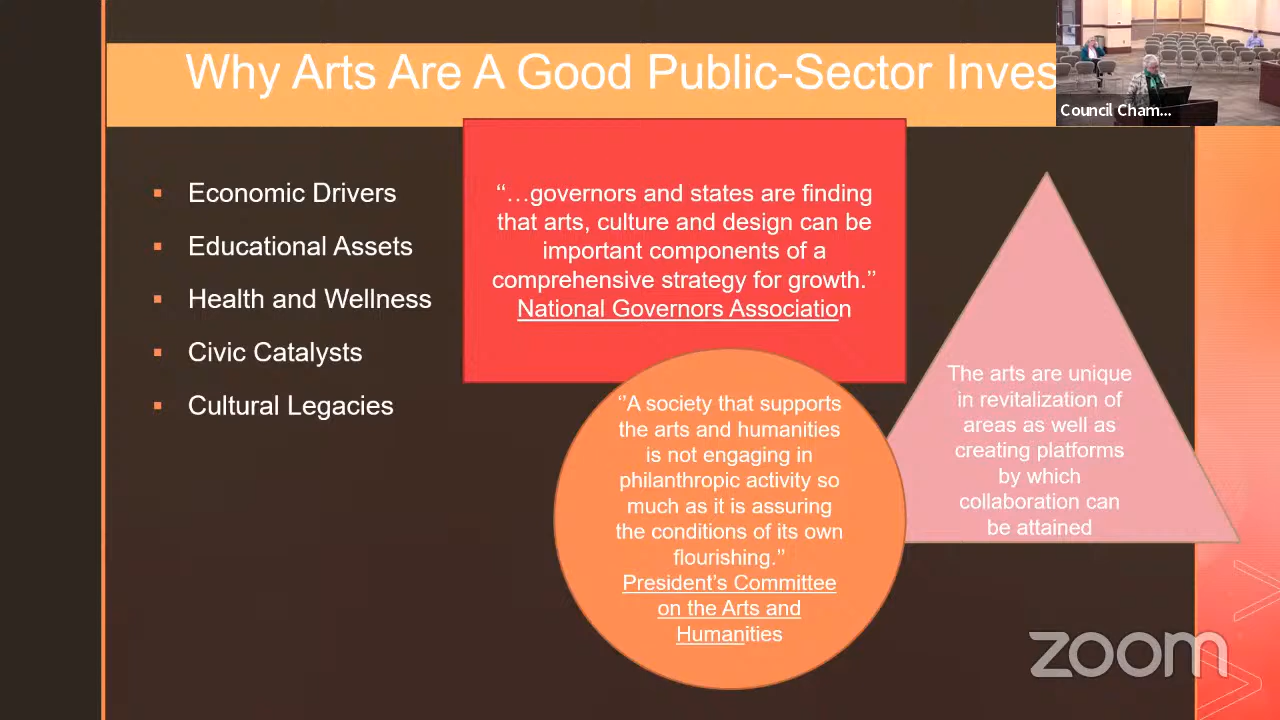 Why Arts Are A Good Public-Sector Inves
Council Cham...
▪ Economic Drivers
▪ Educational Assets
▪ Health and Wellness
▪ Civic Catalysts
▪ Cultural Legacies
“…governors and states are finding
that arts, culture and design can be
important components of a
comprehensive strategy for growth.”
National Governors Association
“A society that supports
the arts and humanities
is not engaging in
philanthropic activity so
much as it is assuring
the conditions of its own
flourishing.”
President’s Committee
on the Arts and
Humanities
The arts are unique
in revitalization of
areas as well as
creating platforms
by which
collaboration can
be attained
zoom